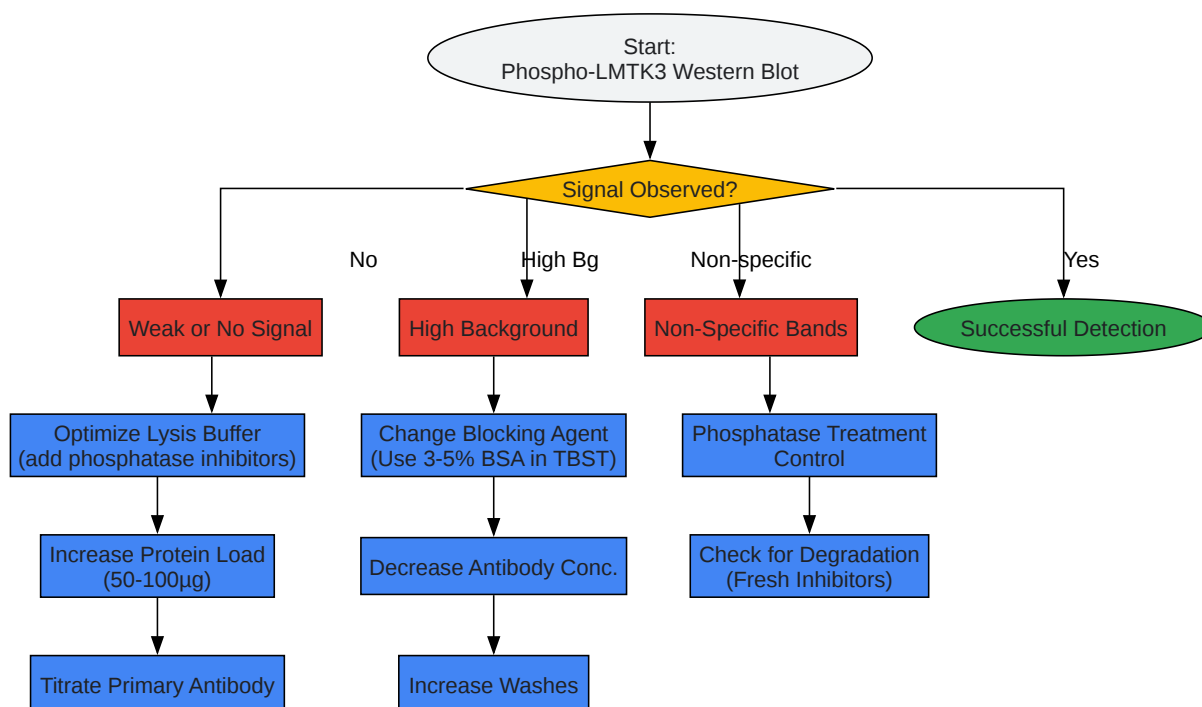 Start:
Phospho-LMTK3 Western Blot
Signal Observed?
No
High Bg
Non-specific
Yes
Weak or No Signal
High Background
Non-Specific Bands
Successful Detection
Optimize Lysis Buffer
(add phosphatase inhibitors)
Change Blocking Agent
(Use 3-5% BSA in TBST)
Phosphatase Treatment
Control
Increase Protein Load
(50-100µg)
Decrease Antibody Conc.
Check for Degradation
(Fresh Inhibitors)
Titrate Primary Antibody
Increase Washes